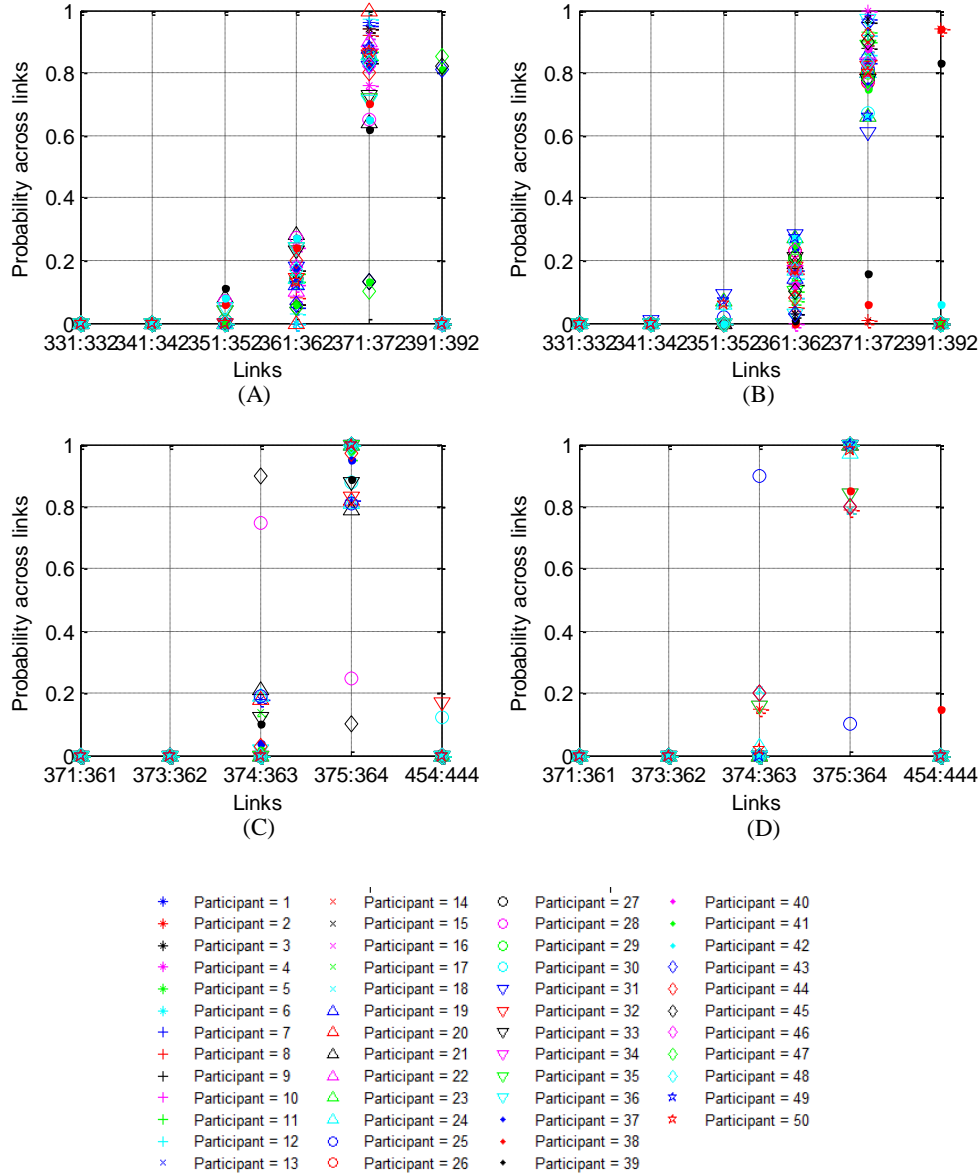 1
0.8
0.6
0.4
0.2
0
Probability across links
331:332 341:342 351:352 361:362 371:372 391:392
Links
(A)
1
0.8
0.6
0.4
0.2
0
Probability across links
331:332 341:342 351:352 361:362 371:372 391:392
Links
(B)
1
0.8
0.6
0.4
0.2
0
Probability across links
371:361 373:362 374:363 375:364 454:444
Links
(C)
1
0.8
0.6
0.4
0.2
0
Probability across links
371:361 373:362 374:363 375:364 454:444
Links
(D)
Participant = 1
Participant = 2
Participant = 3
Participant = 4
Participant = 5
Participant = 6
Participant = 7
Participant = 8
Participant = 9
Participant = 10
Participant = 11
Participant = 12
Participant = 13
Participant = 14
Participant = 15
Participant = 16
Participant = 17
Participant = 18
Participant = 19
Participant = 20
Participant = 21
Participant = 22
Participant = 23
Participant = 24
Participant = 25
Participant = 26
Participant = 27
Participant = 28
Participant = 29
Participant = 30
Participant = 31
Participant = 32
Participant = 33
Participant = 34
Participant = 35
Participant = 36
Participant = 37
Participant = 38
Participant = 39
Participant = 40
Participant = 41
Participant = 42
Participant = 43
Participant = 44
Participant = 45
Participant = 46
Participant = 47
Participant = 48
Participant = 49
Participant = 50